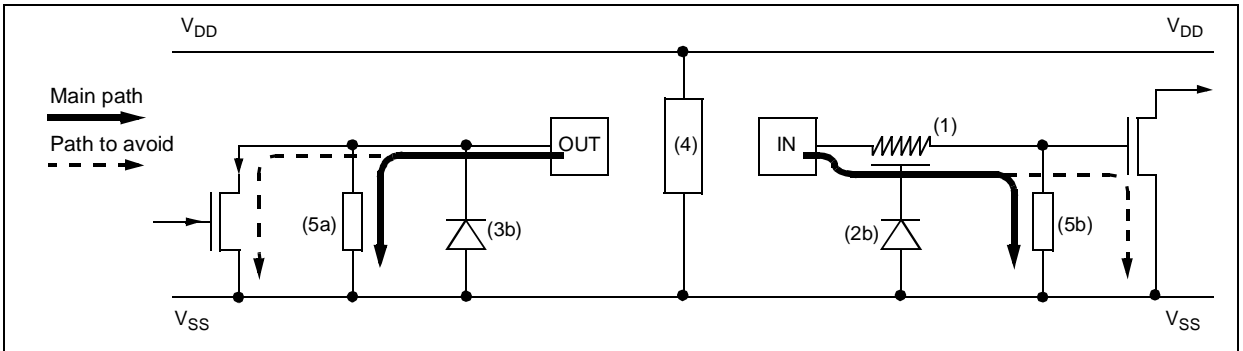 VDD
VDD
Main path
Path to avoid
OUT
(4)
IN
(1)
(5a)
(3b)
(2b)
(5b)
VSS
VSS